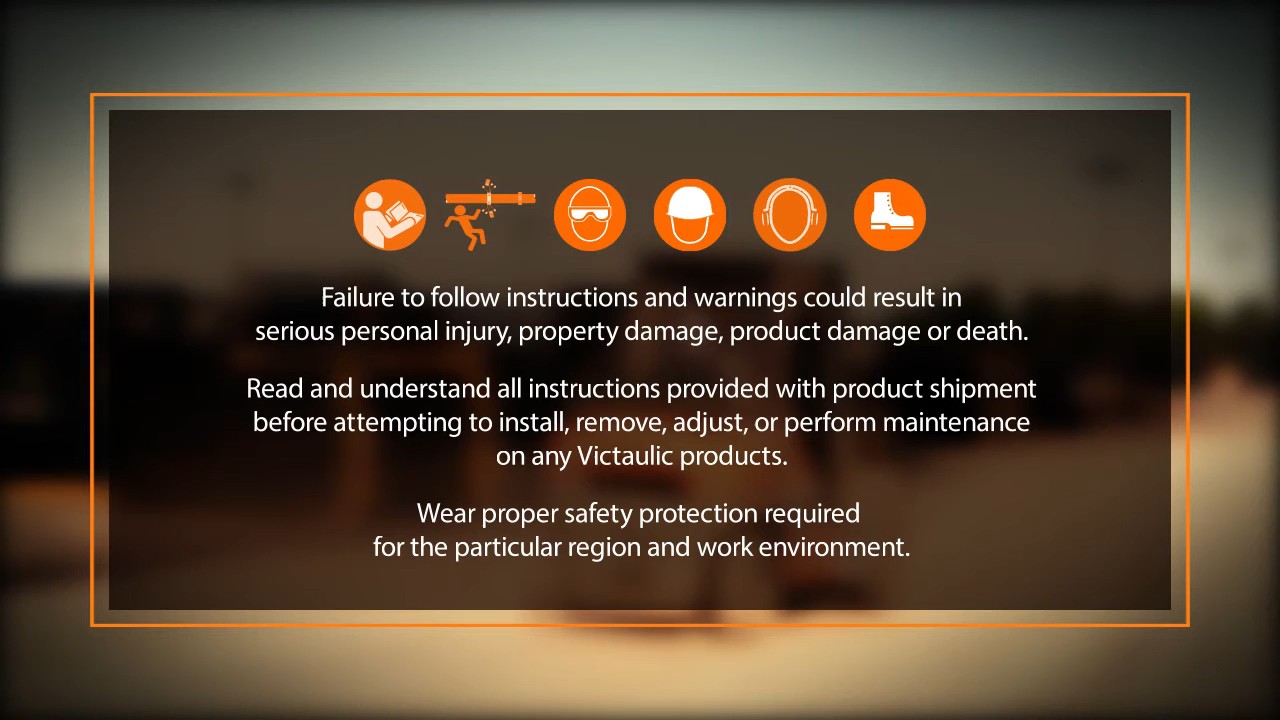 Failure to follow instructions and warnings could result in
serious personal injury, property damage, product damage or death.
Read and understand all instructions provided with product shipment
before attempting to install, remove, adjust, or perform maintenance
on any Victaulic products.
Wear proper safety protection required
for the particular region and work environment.